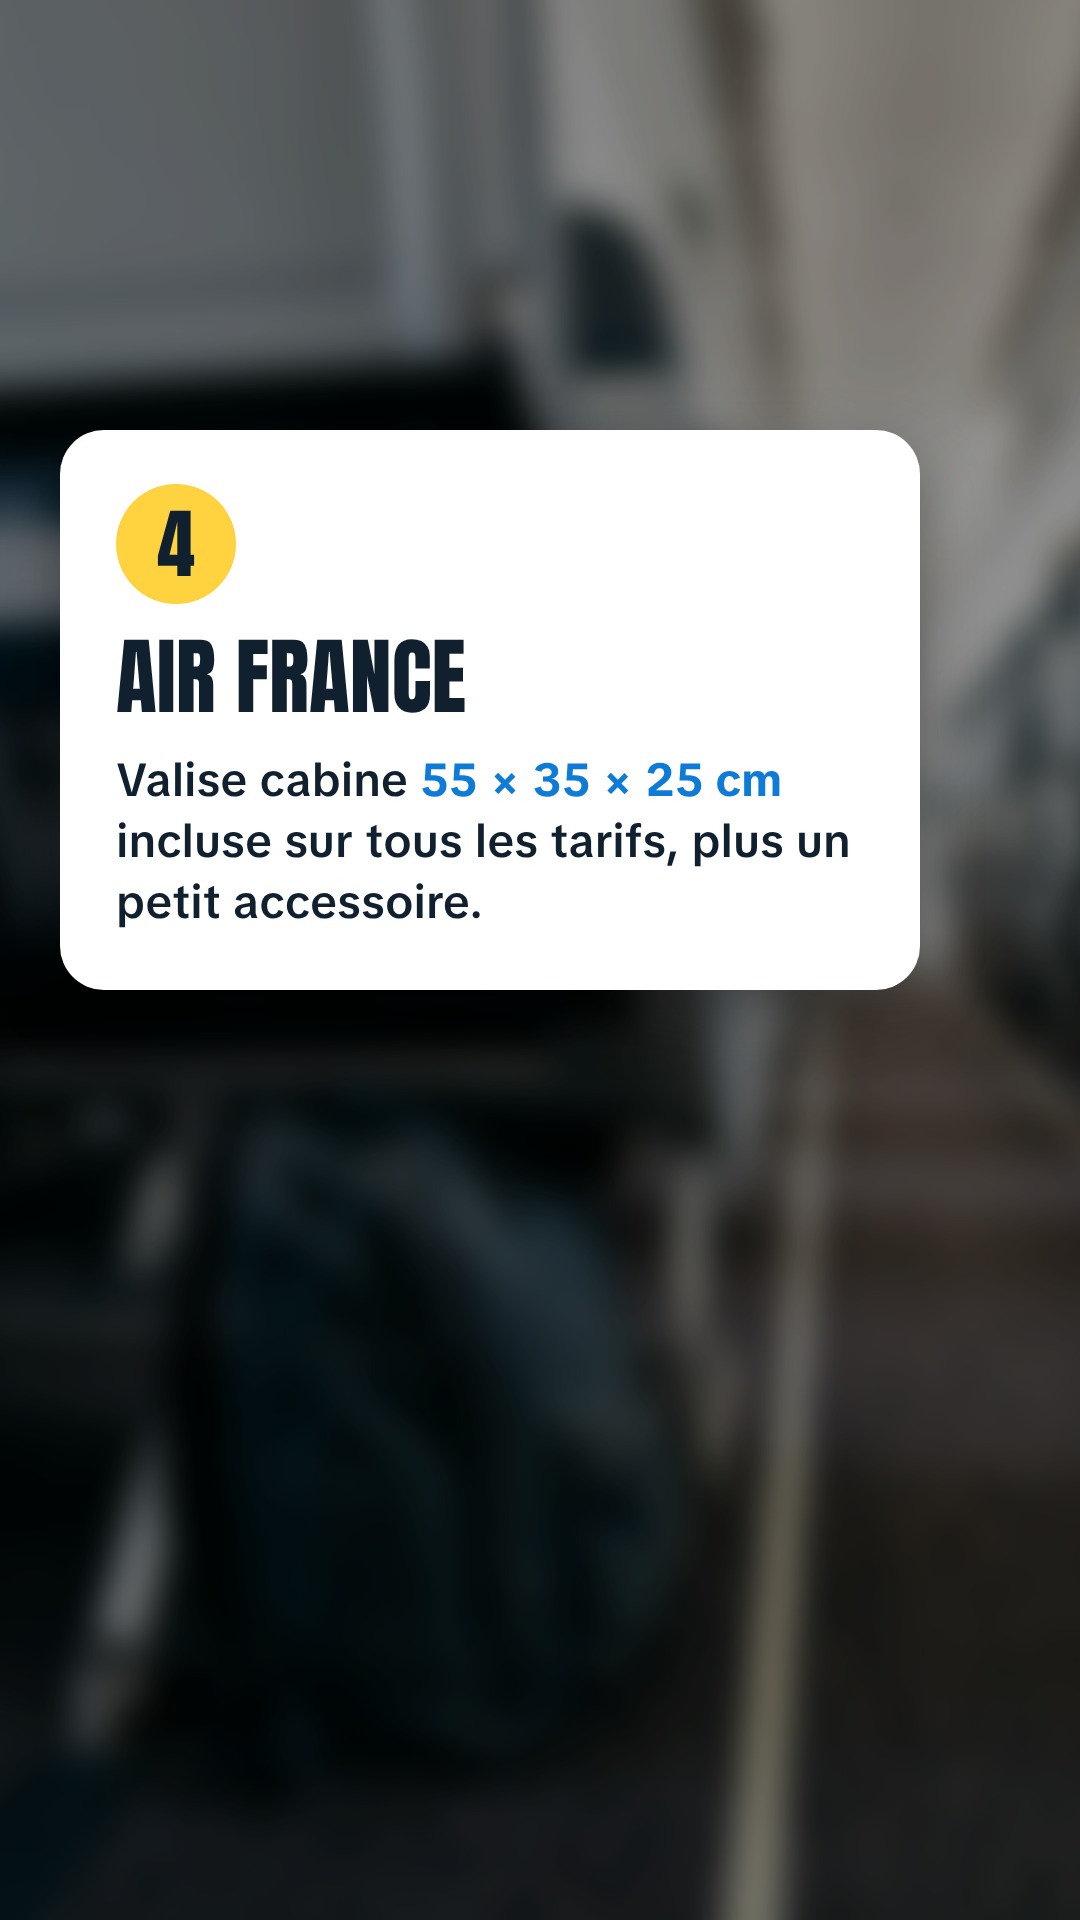 4
AIR FRANCE
Valise cabine 55 × 35 × 25 cm
incluse sur tous les tarifs, plus un
petit accessoire.